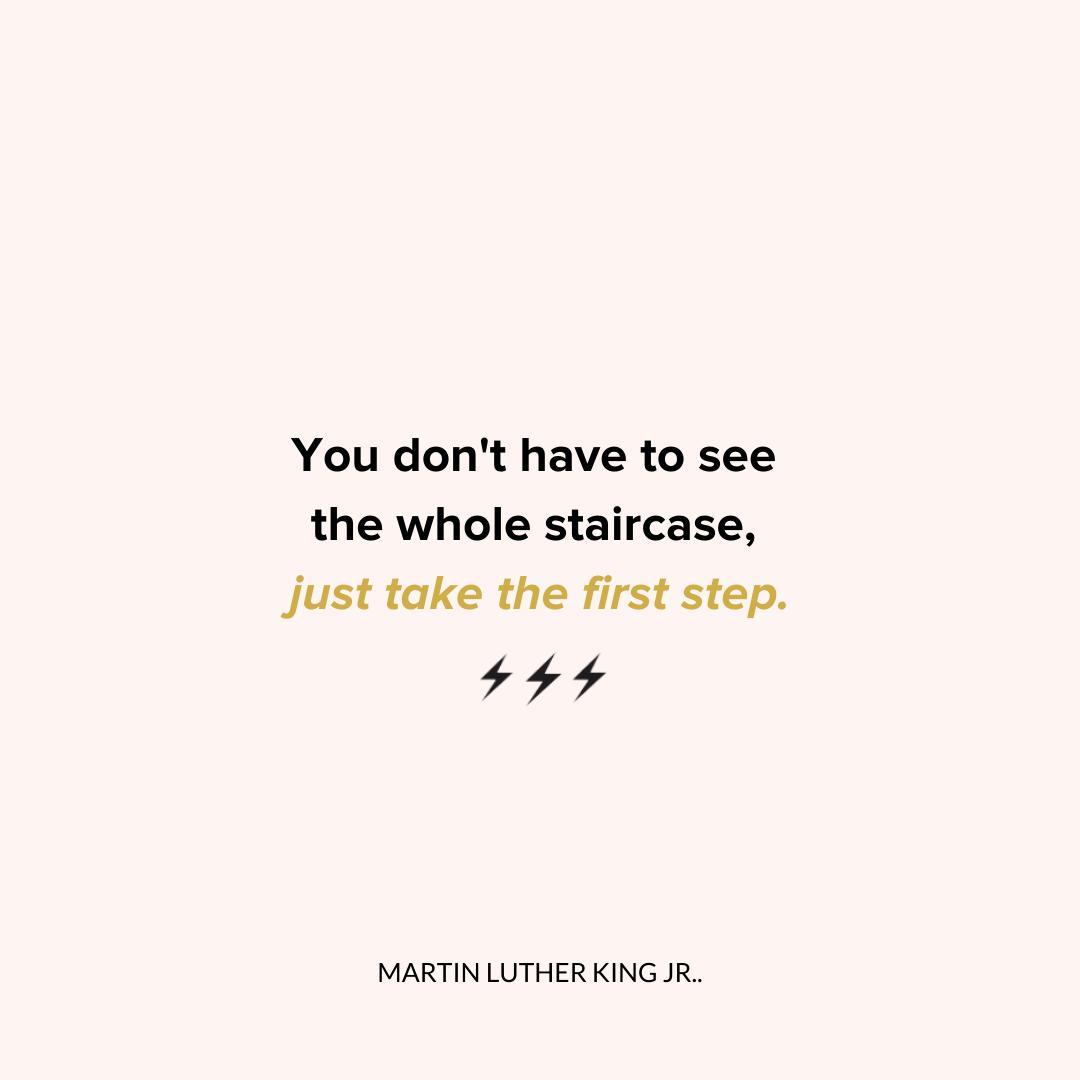 You don't have to see
the whole staircase,
just take the first step.
MARTIN LUTHER KING JR..